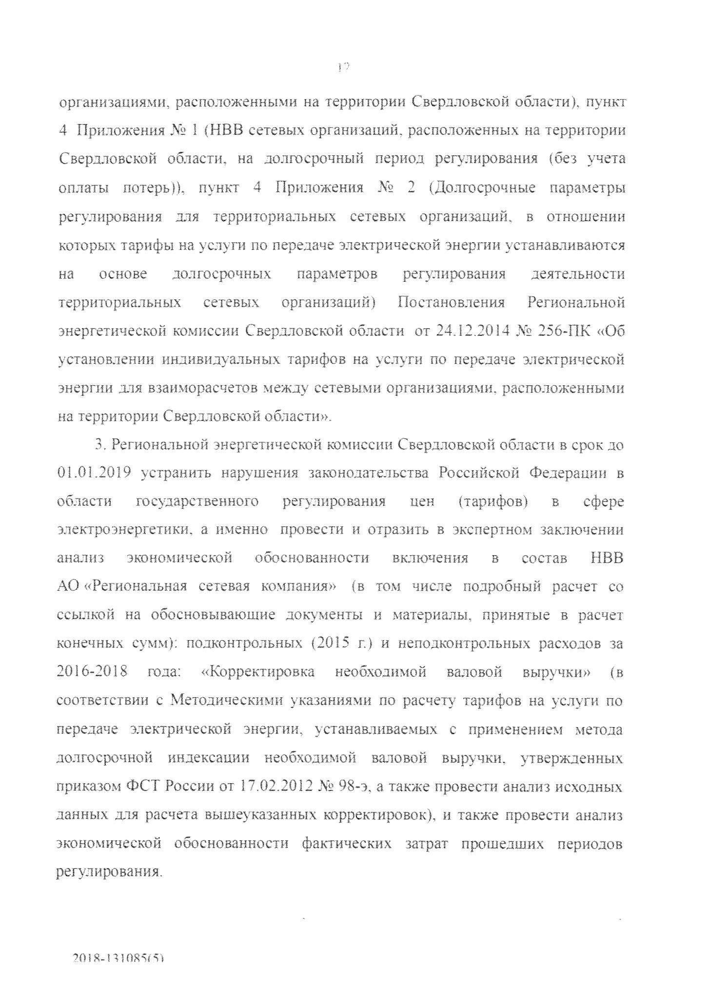 12
организациями, расположенными на территории Свердловской области), пункт
4 Приложения № 1 (НВВ сетевых организаций, расположенных на территории
Свердловской области, на долгосрочный период регулирования (без учета
оплаты потерь)), пункт 4 Приложения № 2 (Долгосрочные параметры
регулирования для территориальных сетевых организаций, в отношении
которых тарифы на услуги по передаче электрической энергии устанавливаются
на основе долгосрочных параметров регулирования деятельности
территориальных сетевых организаций) Постановления Региональной
энергетической комиссии Свердловской области от 24.12.2014 № 256-ПК «Об
установлении индивидуальных тарифов на услуги по передаче электрической
энергии для взаиморасчетов между сетевыми организациями, расположенными
на территории Свердловской области».
3. Региональной энергетической комиссии Свердловской области в срок до
01.01.2019 устранить нарушения законодательства Российской Федерации в
области государственного регулирования цен (тарифов) в сфере
электроэнергетики, а именно провести и отразить в экспертном заключении
анализ экономической обоснованности включения в состав НВВ
АО «Региональная сетевая компания» (в том числе подробный расчет со
ссылкой на обосновывающие документы и материалы, принятые в расчет
конечных сумм): подконтрольных (2015 г.) и неподконтрольных расходов за
2016-2018 года: «Корректировка необходимой валовой выручки» (в
соответствии с Методическими указаниями по расчету тарифов на услуги по
передаче электрической энергии, устанавливаемых с применением метода
долгосрочной индексации необходимой валовой выручки, утвержденных
приказом ФСТ России от 17.02.2012 № 98-э, а также провести анализ исходных
данных для расчета вышеуказанных корректировок), и также провести анализ
экономической обоснованности фактических затрат прошедших периодов
регулирования.
2018-131085(5)